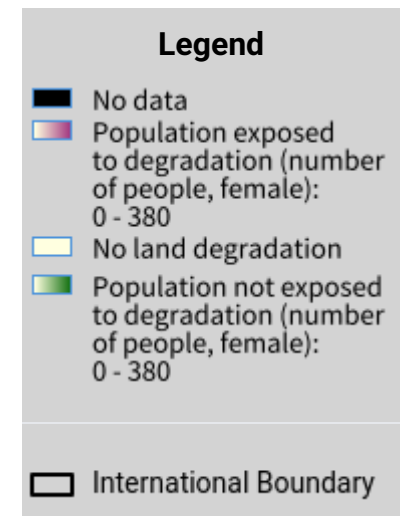 Legend
No data
Population exposed
to degradation (number
of people, female):
0 - 380
No land degradation
Population not exposed
to degradation (number
of people, female):
0 - 380
International Boundary